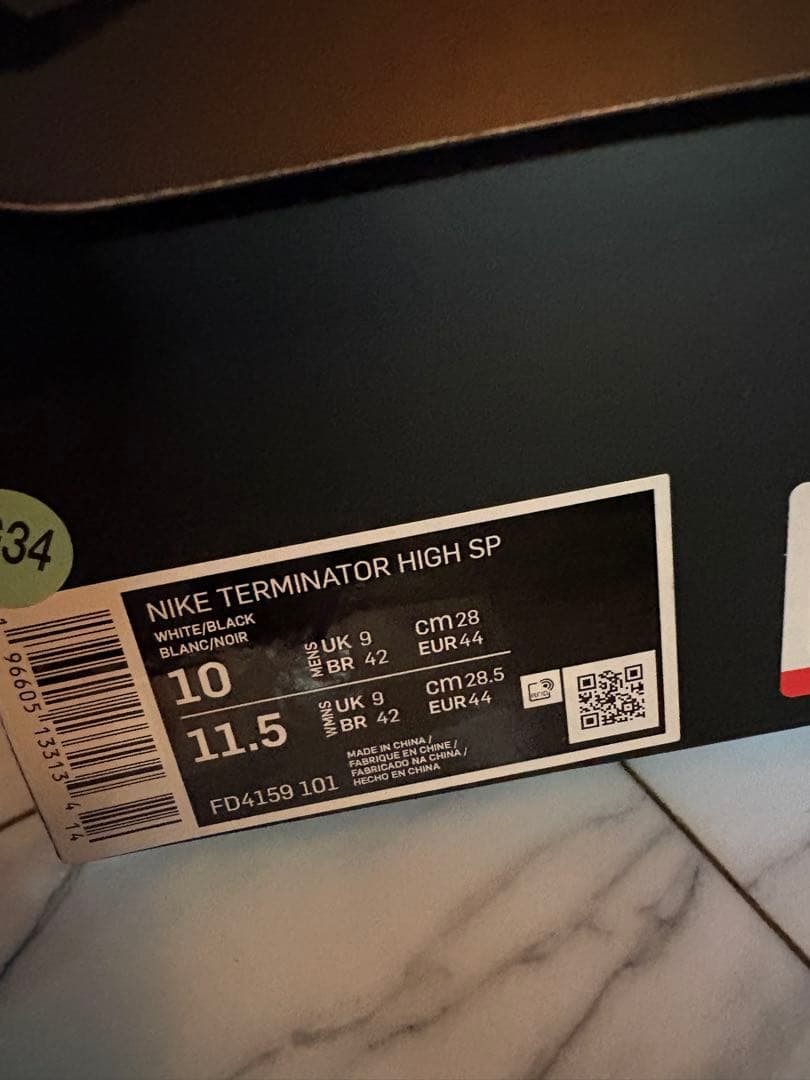 34
NIKE TERMINATOR HIGH SP
WHITE/BLACK
BLANC/NOIR
10
MENS
UK 9
BR 42
cm 28
EUR 44
11.5
WMNS
UK 9
BR 42
cm 28.5
EUR 44
RFID
MADE IN CHINA /
FABRIQUE EN CHINE /
FABRICADO NA CHINA /
HECHO EN CHINA
FD4159 101
96605 13313 4 14